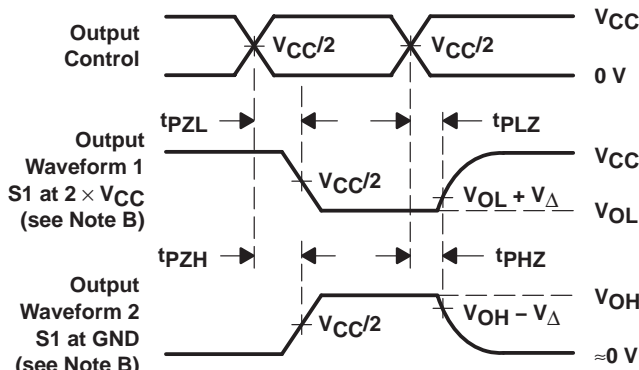 Output
Control
VCC/2
VCC/2
VCC
0 V
tPZL
tPLZ
Output
Waveform 1
S1 at 2 × VCC
(see Note B)
VCC/2
VOL + VΔ
VCC
VOL
tPZH
tPHZ
Output
Waveform 2
S1 at GND
(see Note B)
VCC/2
VOH − VΔ
VOH
≈0 V